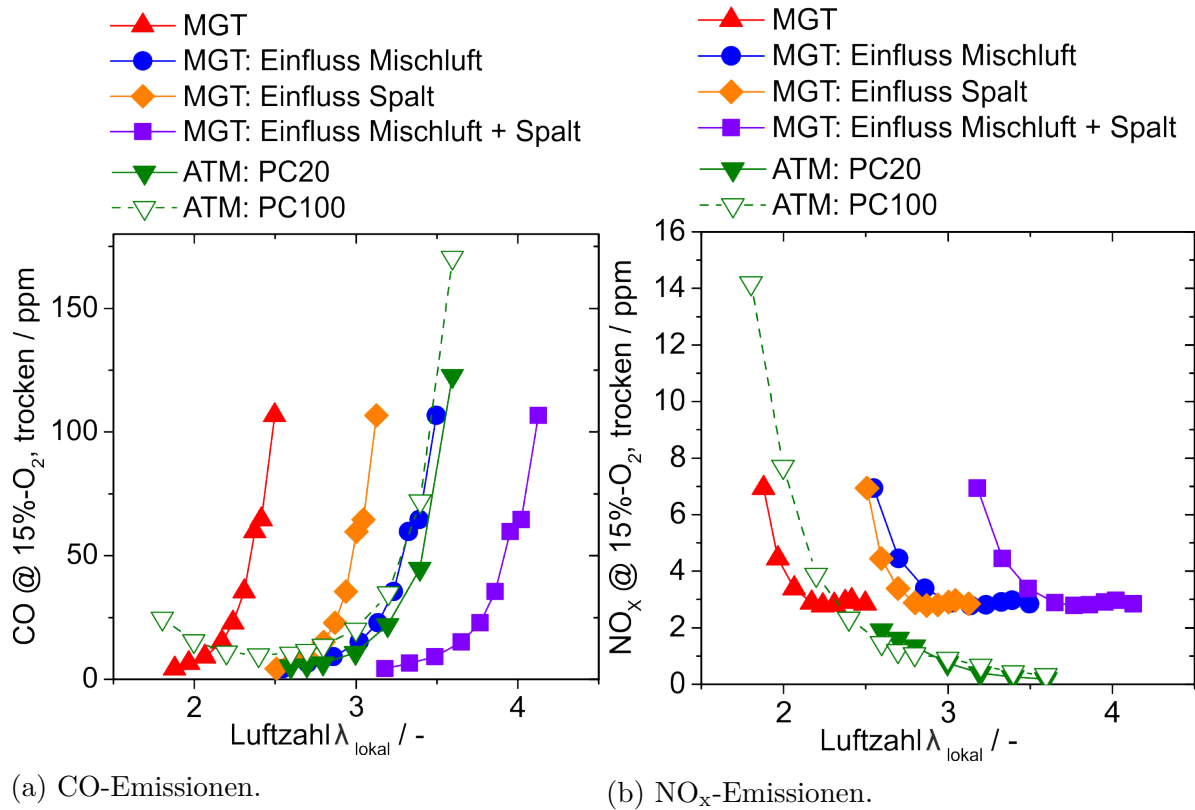 MGT
MGT: Einfluss Mischluft
MGT: Einfluss Spalt
MGT: Einfluss Mischluft + Spalt
ATM: PC20
ATM: PC100
CO @ 15%-O₂, trocken / ppm
150
100
50
0
2
3
4
Luftzahl λ lokal / -
(a) CO-Emissionen.
MGT
MGT: Einfluss Mischluft
MGT: Einfluss Spalt
MGT: Einfluss Mischluft + Spalt
ATM: PC20
ATM: PC100
NOₓ @ 15%-O₂, trocken / ppm
16
14
12
10
8
6
4
2
0
2
3
4
Luftzahl λ lokal / -
(b) NOₓ-Emissionen.